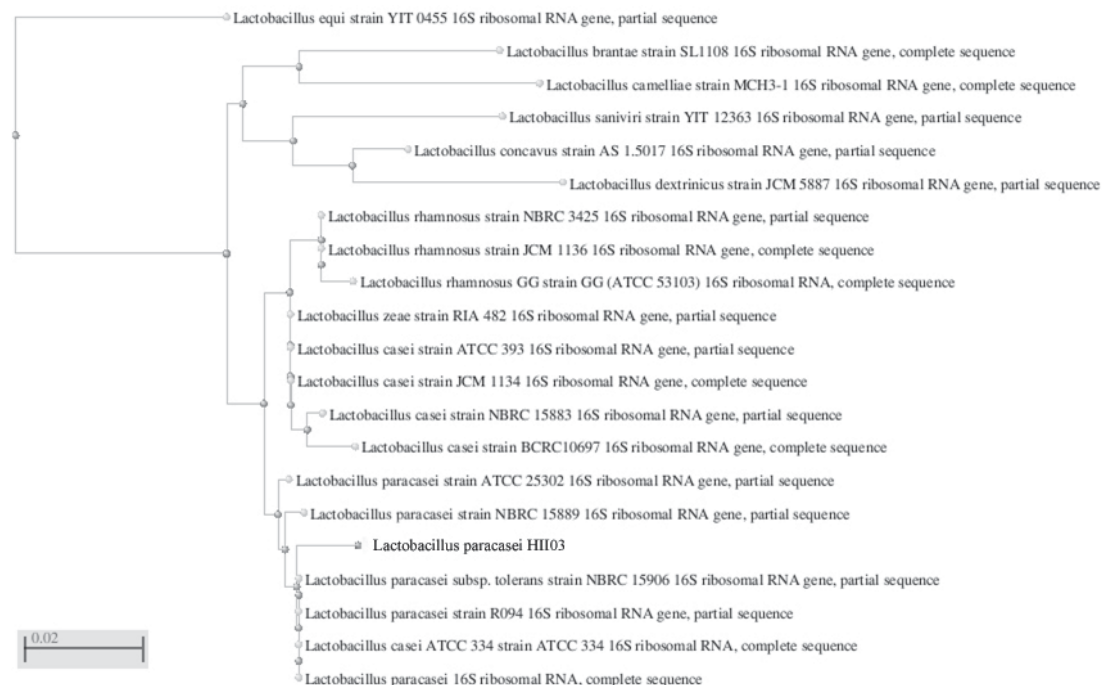 Lactobacillus equi strain YIT 0455 16S ribosomal RNA gene, partial sequence
Lactobacillus brantae strain SL1108 16S ribosomal RNA gene, complete sequence
Lactobacillus camelliae strain MCH3-1 16S ribosomal RNA gene, complete sequence
Lactobacillus saniviri strain YIT 12363 16S ribosomal RNA gene, partial sequence
Lactobacillus concavus strain AS 1.5017 16S ribosomal RNA gene, partial sequence
Lactobacillus dextrinicus strain JCM 5887 16S ribosomal RNA gene, partial sequence
Lactobacillus rhamnosus strain NBRC 3425 16S ribosomal RNA gene, partial sequence
Lactobacillus rhamnosus strain JCM 1136 16S ribosomal RNA gene, complete sequence
Lactobacillus rhamnosus GG strain GG (ATCC 53103) 16S ribosomal RNA, complete sequence
Lactobacillus zeae strain RIA 482 16S ribosomal RNA gene, partial sequence
Lactobacillus casei strain ATCC 393 16S ribosomal RNA gene, partial sequence
Lactobacillus casei strain JCM 1134 16S ribosomal RNA gene, complete sequence
Lactobacillus casei strain NBRC 15883 16S ribosomal RNA gene, partial sequence
Lactobacillus casei strain BCRC10697 16S ribosomal RNA gene, complete sequence
Lactobacillus paracasei strain ATCC 25302 16S ribosomal RNA gene, partial sequence
Lactobacillus paracasei strain NBRC 15889 16S ribosomal RNA gene, partial sequence
Lactobacillus paracasei HII03
Lactobacillus paracasei subsp. tolerans strain NBRC 15906 16S ribosomal RNA gene, partial sequence
Lactobacillus paracasei strain R094 16S ribosomal RNA gene, partial sequence
Lactobacillus casei ATCC 334 strain ATCC 334 16S ribosomal RNA, complete sequence
Lactobacillus paracasei 16S ribosomal RNA, complete sequence
0.02